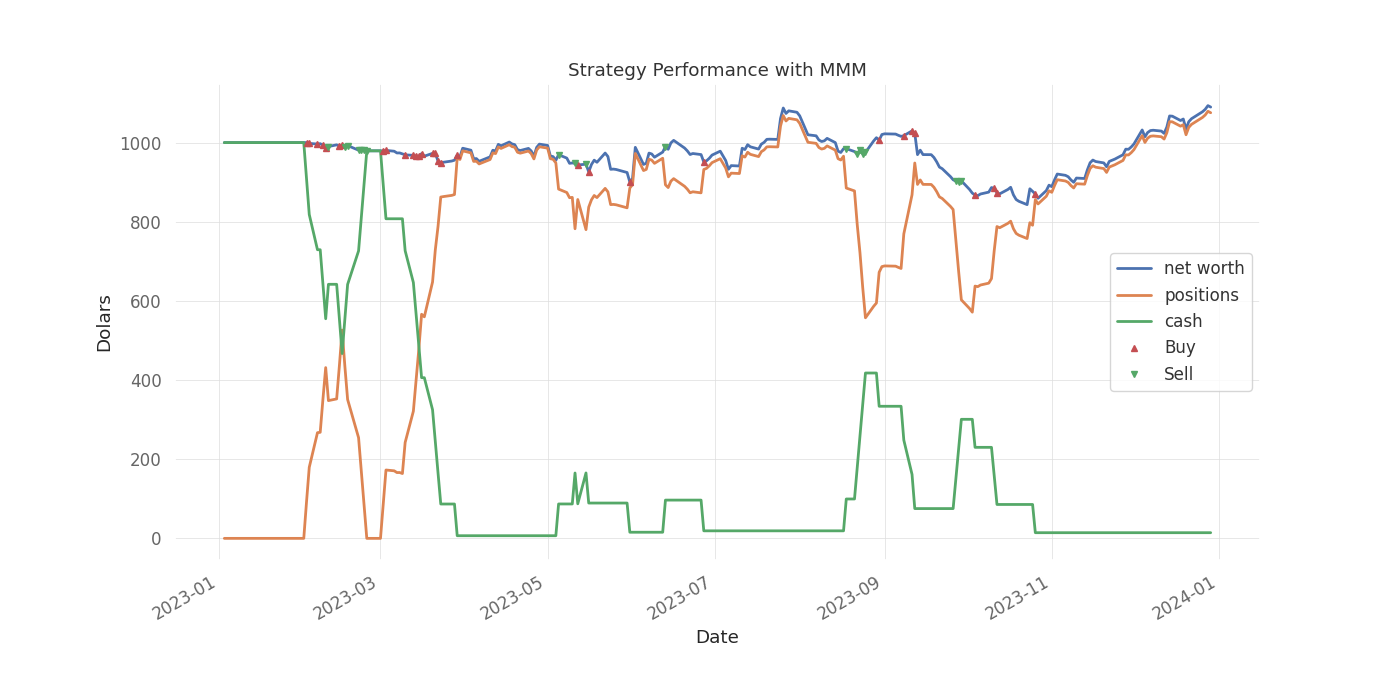 Strategy Performance with MMM
1000
800
600
400
200
0
Dolars
net worth
positions
cash
Buy
Sell
2023-01
2023-03
2023-05
2023-07
2023-09
2023-11
2024-01
Date